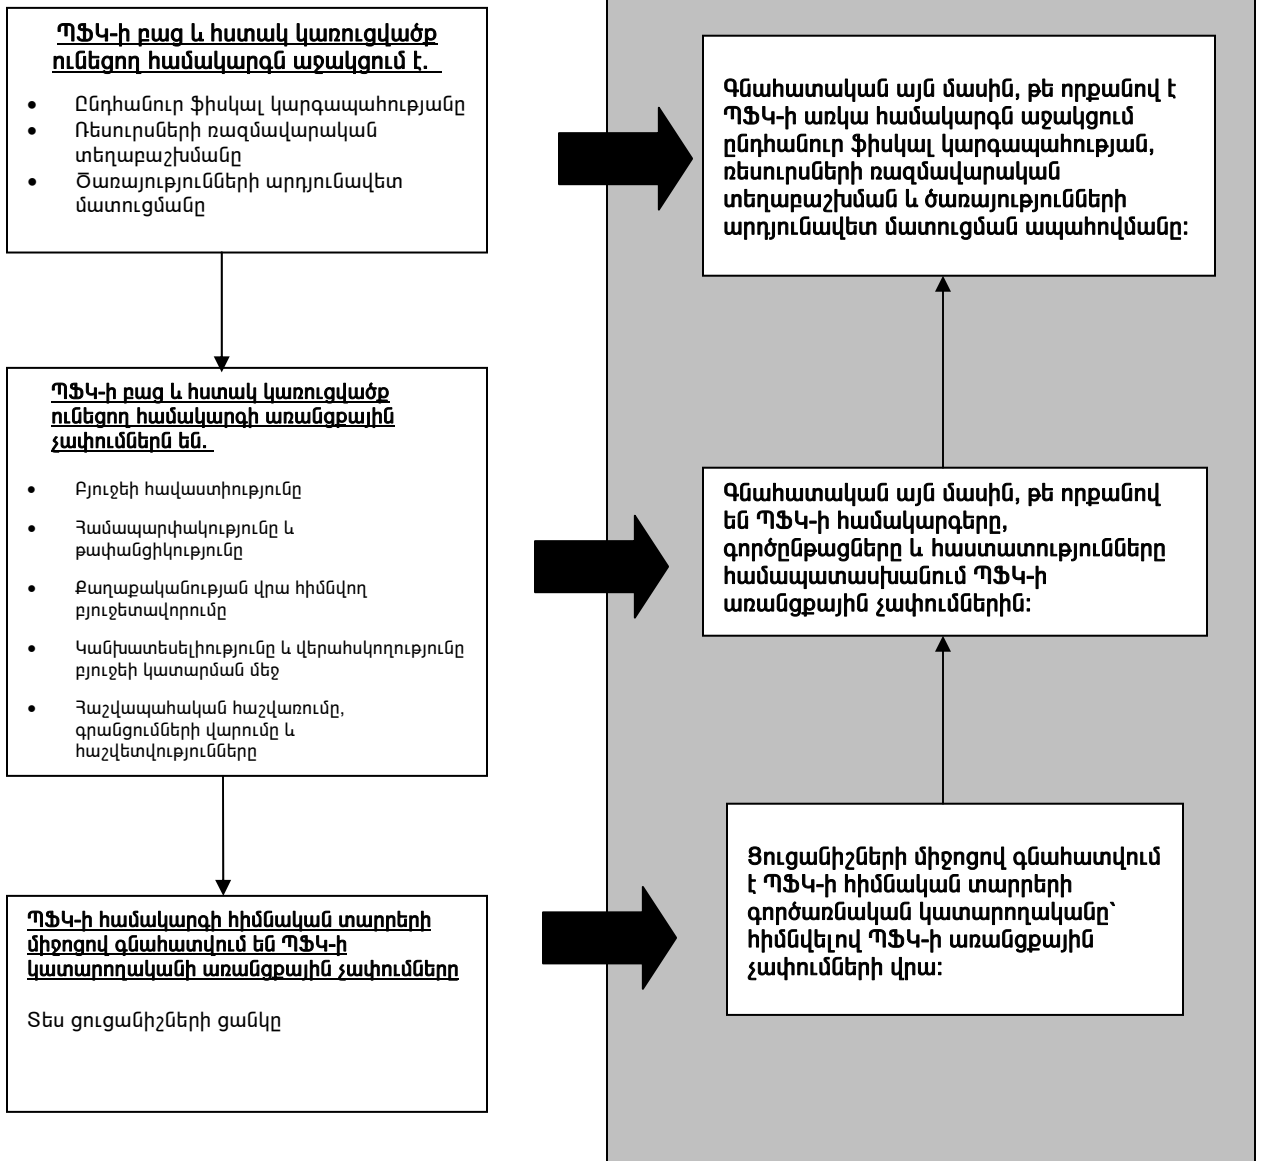 ՊՖԿ-ի բաց և հստակ կառուցվածք
ունեցող համակարգն աջակցում է.
• Ընդհանուր ֆիսկալ կարգապահությանը
• Ռեսուրսների ռազմավարական
տեղաբաշխմանը
• Ծառայությունների արդյունավետ
մատուցմանը
Գնահատական այն մասին, թե որքանով է
ՊՖԿ-ի առկա համակարգն աջակցում
ընդհանուր ֆիսկալ կարգապահության,
ռեսուրսների ռազմավարական
տեղաբաշխման և ծառայությունների
արդյունավետ մատուցման ապահովմանը:
ՊՖԿ-ի բաց և հստակ կառուցվածք
ունեցող համակարգի առանցքային
չափումներն են.
• Բյուջեի հավաստիությունը
• Համապարփակությունը և
թափանցիկությունը
• Քաղաքականության վրա հիմնվող
բյուջետավորումը
• Կանխատեսելիությունը և վերահսկողությունը
բյուջեի կատարման մեջ
• Հաշվապահական հաշվառումը,
գրանցումների վարումը և
հաշվետվությունները
Գնահատական այն մասին, թե որքանով
են ՊՖԿ-ի համակարգերը,
գործընթացները և հաստատությունները
համապատասխանում ՊՖԿ-ի
առանցքային չափումներին:
ՊՖԿ-ի համակարգի հիմնական տարրերի
միջոցով գնահատվում են ՊՖԿ-ի
կատարողականի առանցքային չափումները
Տես ցուցանիշների ցանկը
Ցուցանիշների միջոցով գնահատվում
է ՊՖԿ-ի հիմնական տարրերի
գործառնական կատարողականը`
հիմնվելով ՊՖԿ-ի առանցքային
չափումների վրա: